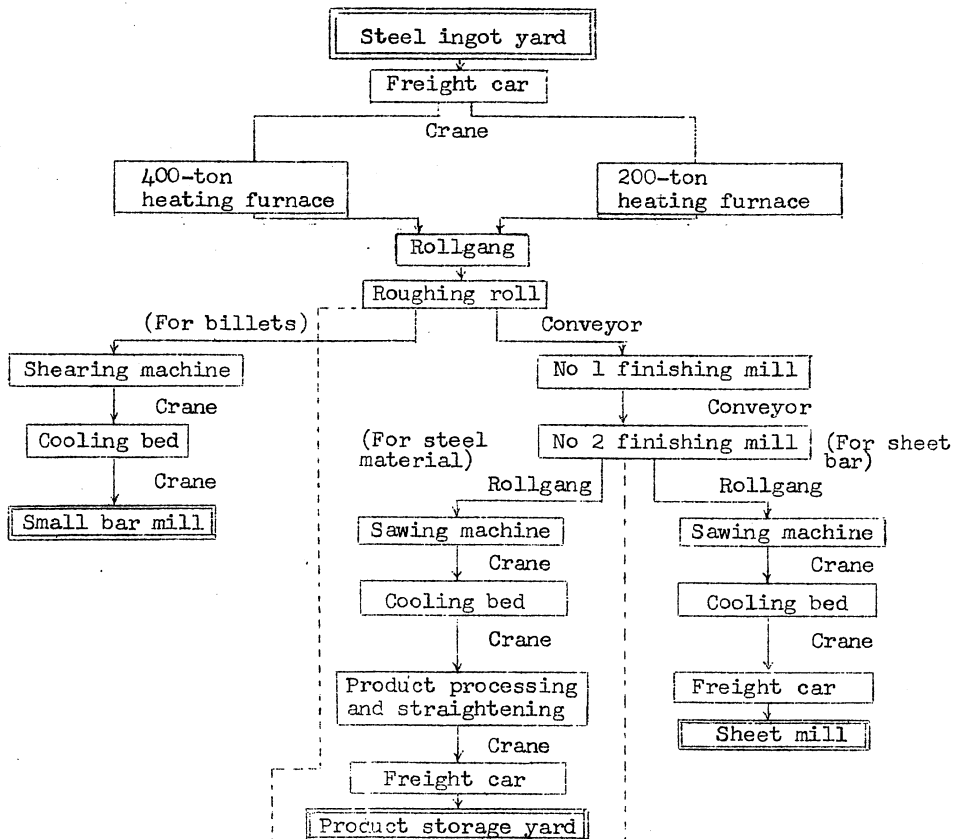 Steel ingot yard
Freight car
Crane
400-ton
heating furnace
200-ton
heating furnace
Rollgang
Roughing roll
(For billets)
Conveyor
Shearing machine
No 1 finishing mill
Crane
Conveyor
Cooling bed
(For steel
material)
No 2 finishing mill
(For sheet
bar)
Crane
Rollgang
Rollgang
Small bar mill
Sawing machine
Sawing machine
Crane
Crane
Cooling bed
Cooling bed
Crane
Crane
Product processing
and straightening
Freight car
Crane
Sheet mill
Freight car
Product storage yard